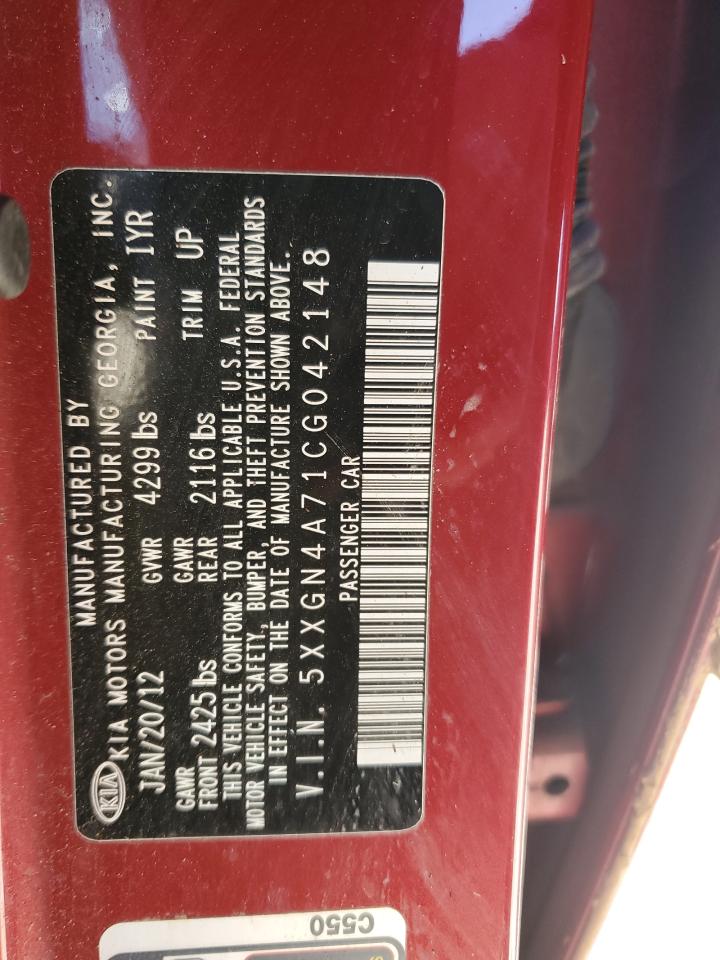 MANUFACTURED BY
KIA KIA MOTORS MANUFACTURING GEORGIA, INC.
JAN/20/12 GVWR 4299 lbs PAINT IYR
GAWR GAWR
FRONT 2425 lbs REAR 2116 lbs TRIM UP
THIS VEHICLE CONFORMS TO ALL APPLICABLE U.S.A. FEDERAL
MOTOR VEHICLE SAFETY, BUMPER, AND THEFT PREVENTION STANDARDS
IN EFFECT ON THE DATE OF MANUFACTURE SHOWN ABOVE.
V.I.N. 5XXGN4A71CG042148
PASSENGER CAR
C550